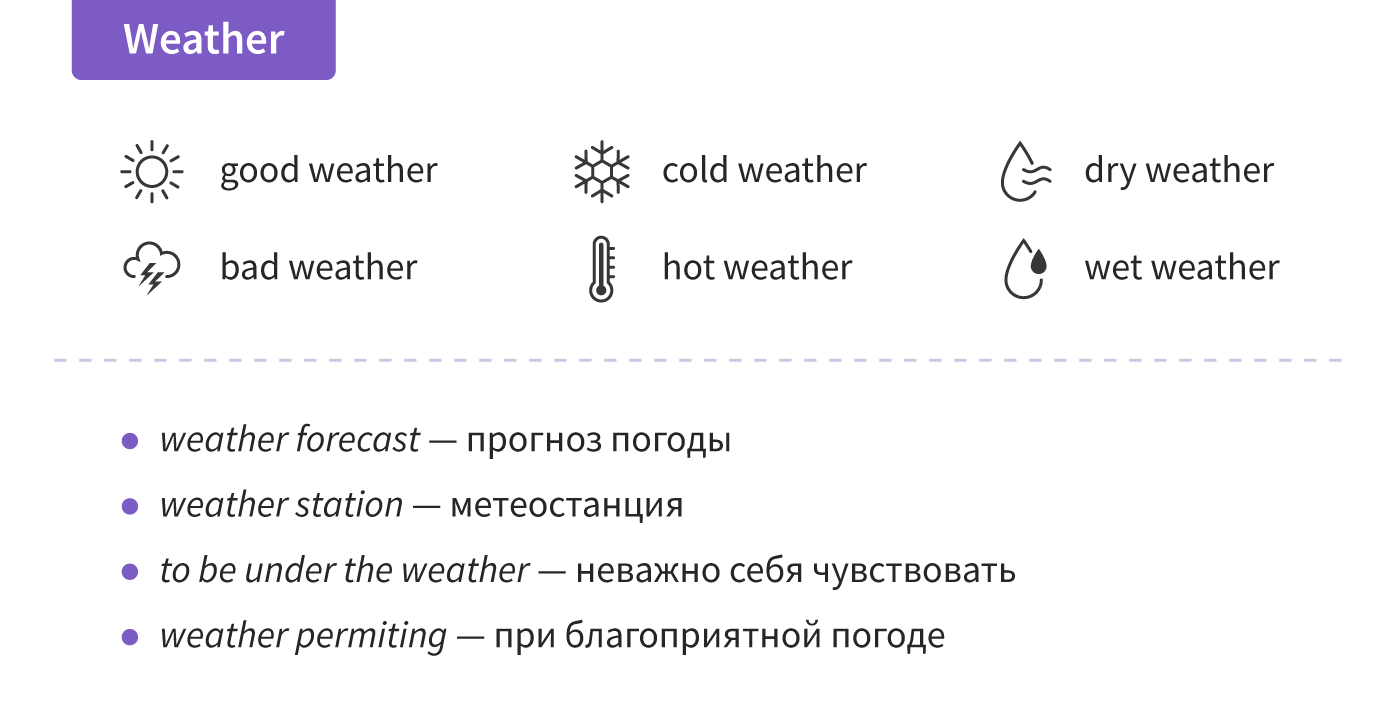 Weather
good weather
cold weather
dry weather
bad weather
hot weather
wet weather
weather forecast — прогноз погоды
weather station — метеостанция
to be under the weather — неважно себя чувствовать
weather permiting — при благоприятной погоде